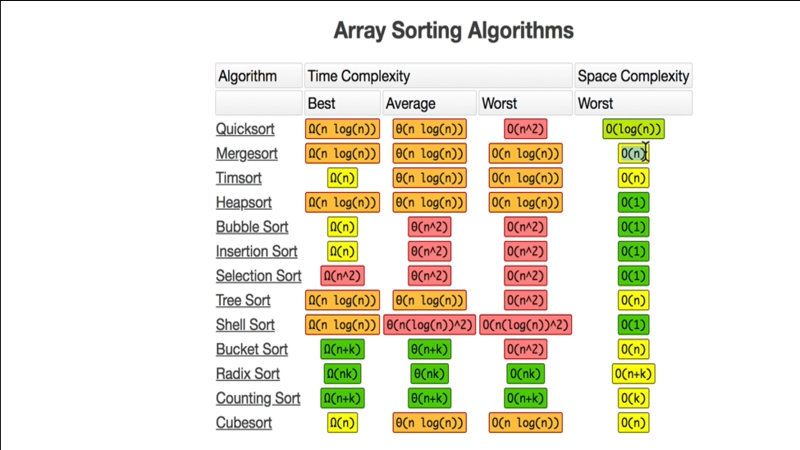 Array Sorting Algorithms
Algorithm Time Complexity Space Complexity
Best Average Worst Worst
Quicksort Ω(n log(n)) θ(n log(n)) O(n^2) O(log(n))
Mergesort Ω(n log(n)) θ(n log(n)) O(n log(n)) O(n)
Timsort Ω(n) θ(n log(n)) O(n log(n)) O(n)
Heapsort Ω(n log(n)) θ(n log(n)) O(n log(n)) O(1)
Bubble Sort Ω(n) θ(n^2) O(n^2) O(1)
Insertion Sort Ω(n) θ(n^2) O(n^2) O(1)
Selection Sort Ω(n^2) θ(n^2) O(n^2) O(1)
Tree Sort Ω(n log(n)) θ(n log(n)) O(n^2) O(n)
Shell Sort Ω(n log(n)) θ(n(log(n))^2) O(n(log(n))^2) O(1)
Bucket Sort Ω(n+k) θ(n+k) O(n^2) O(n)
Radix Sort Ω(nk) θ(nk) O(nk) O(n+k)
Counting Sort Ω(n+k) θ(n+k) O(n+k) O(k)
Cubesort Ω(n) θ(n log(n)) O(n log(n)) O(n)